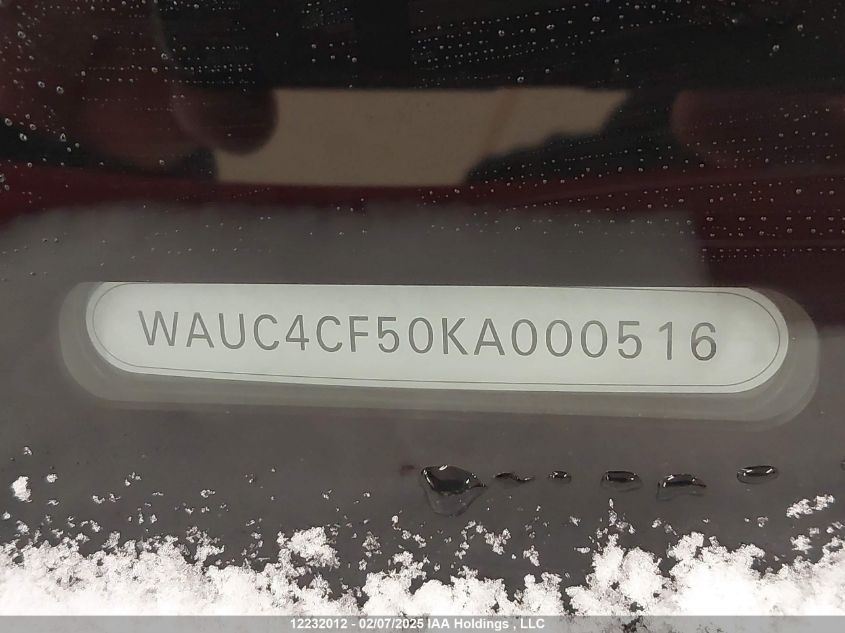 WAUC4CF50KA000516
12232012 - 02/07/2025 IAA Holdings , LLC